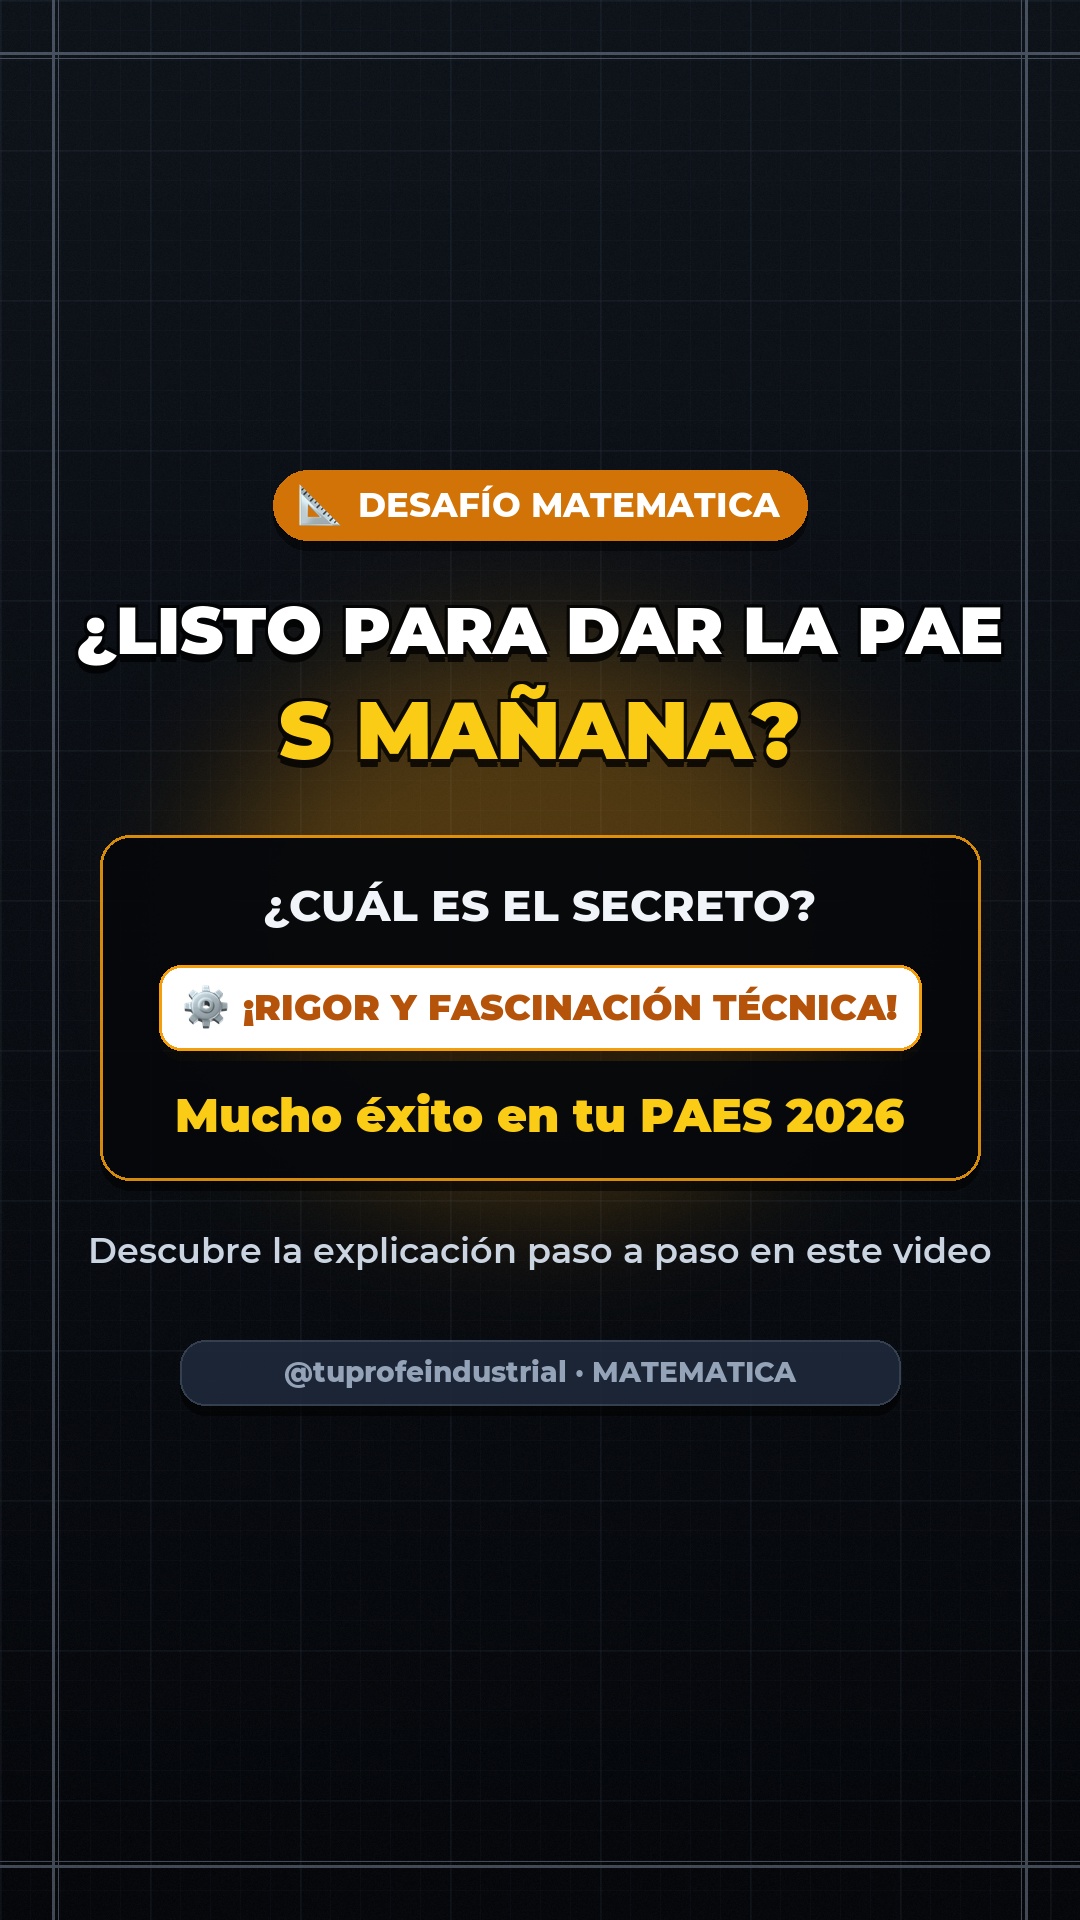 DESAFÍO MATEMATICA
¿LISTO PARA DAR LA PAE
S MAÑANA?
¿CUÁL ES EL SECRETO?
¡RIGOR Y FASCINACIÓN TÉCNICA!
Mucho éxito en tu PAES 2026
Descubre la explicación paso a paso en este video
@tuprofeindustrial · MATEMATICA